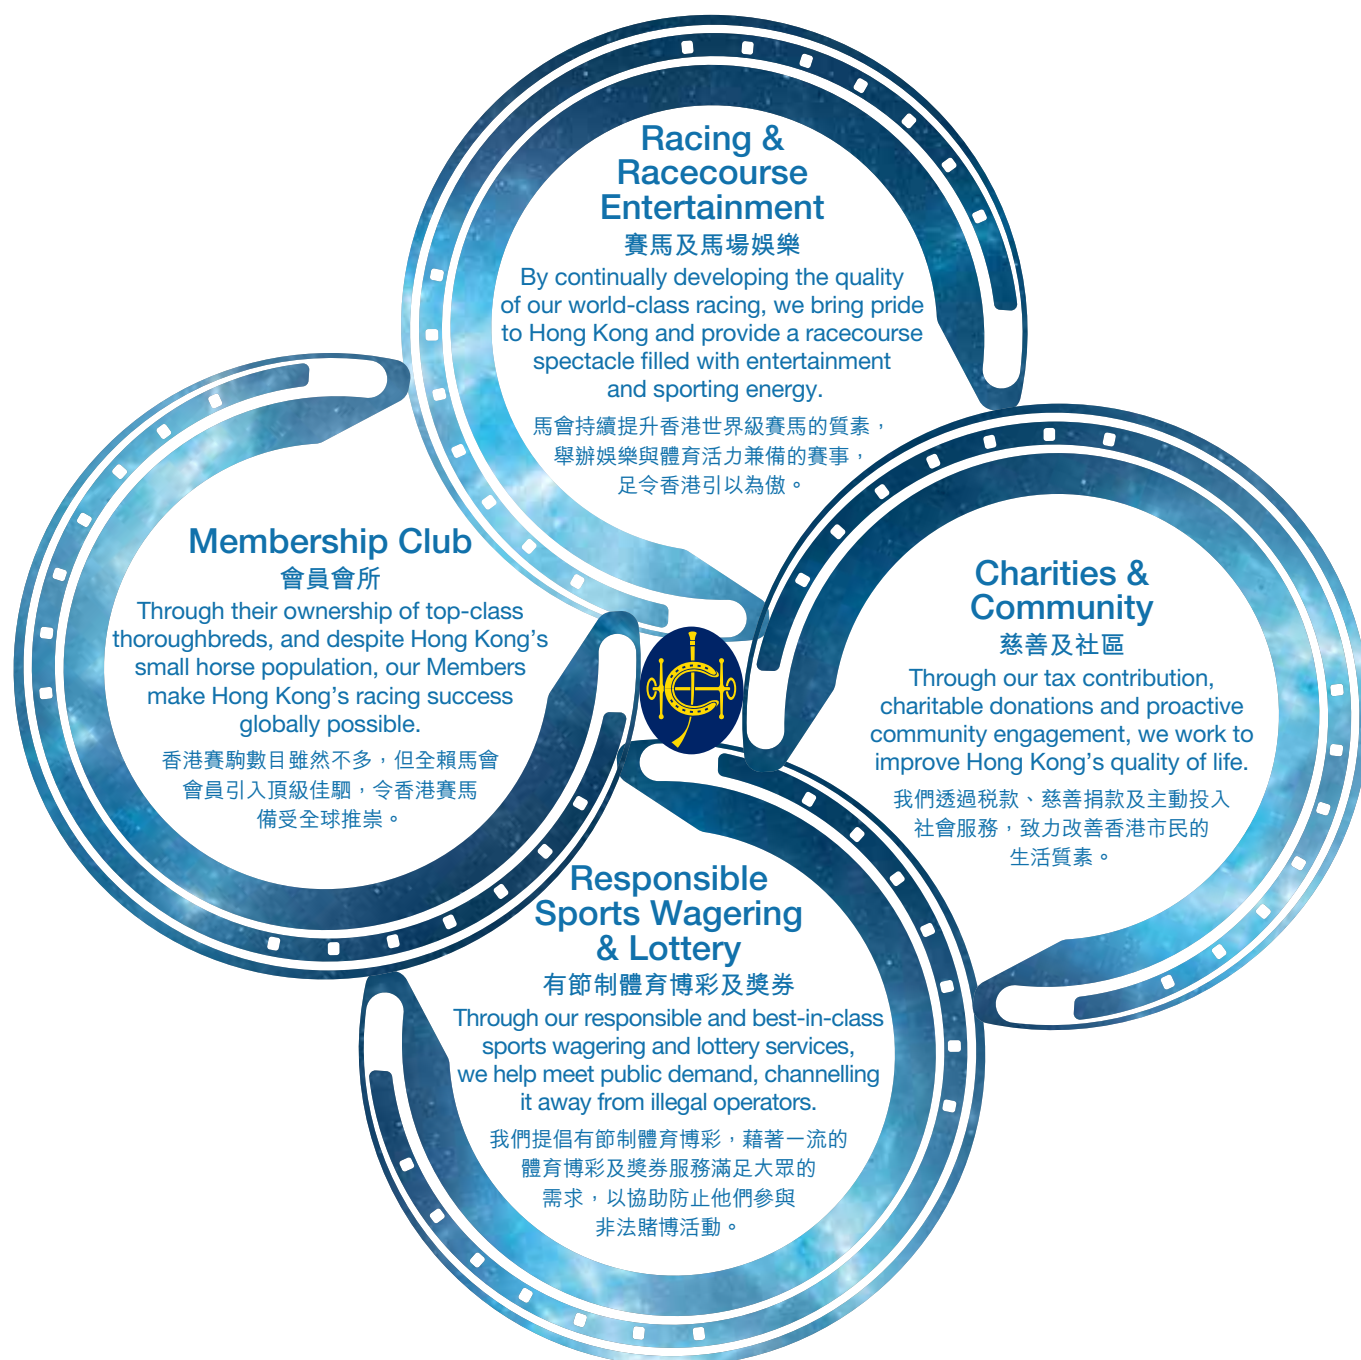 Racing &
Racecourse
Entertainment
賽馬及馬場娛樂
By continually developing the quality
of our world-class racing, we bring pride
to Hong Kong and provide a racecourse
spectacle filled with entertainment
and sporting energy.
馬會持續提升香港世界級賽馬的質素，
舉辦娛樂與體育活力兼備的賽事，
足令香港引以為傲。
Membership Club
會員會所
Through their ownership of top-class
thoroughbreds, and despite Hong Kong’s
small horse population, our Members
make Hong Kong’s racing success
globally possible.
香港賽駒數目雖然不多，但全賴馬會
會員引入頂級佳駟，令香港賽馬
備受全球推崇。
Charities &
Community
慈善及社區
Through our tax contribution,
charitable donations and proactive
community engagement, we work to
improve Hong Kong’s quality of life.
我們透過税款、慈善捐款及主動投入
社會服務，致力改善香港市民的
生活質素。
Responsible
Sports Wagering
& Lottery
有節制體育博彩及獎券
Through our responsible and best-in-class
sports wagering and lottery services,
we help meet public demand, channelling
it away from illegal operators.
我們提倡有節制體育博彩，藉著一流的
體育博彩及獎券服務滿足大眾的
需求，以協助防止他們參與
非法賭博活動。